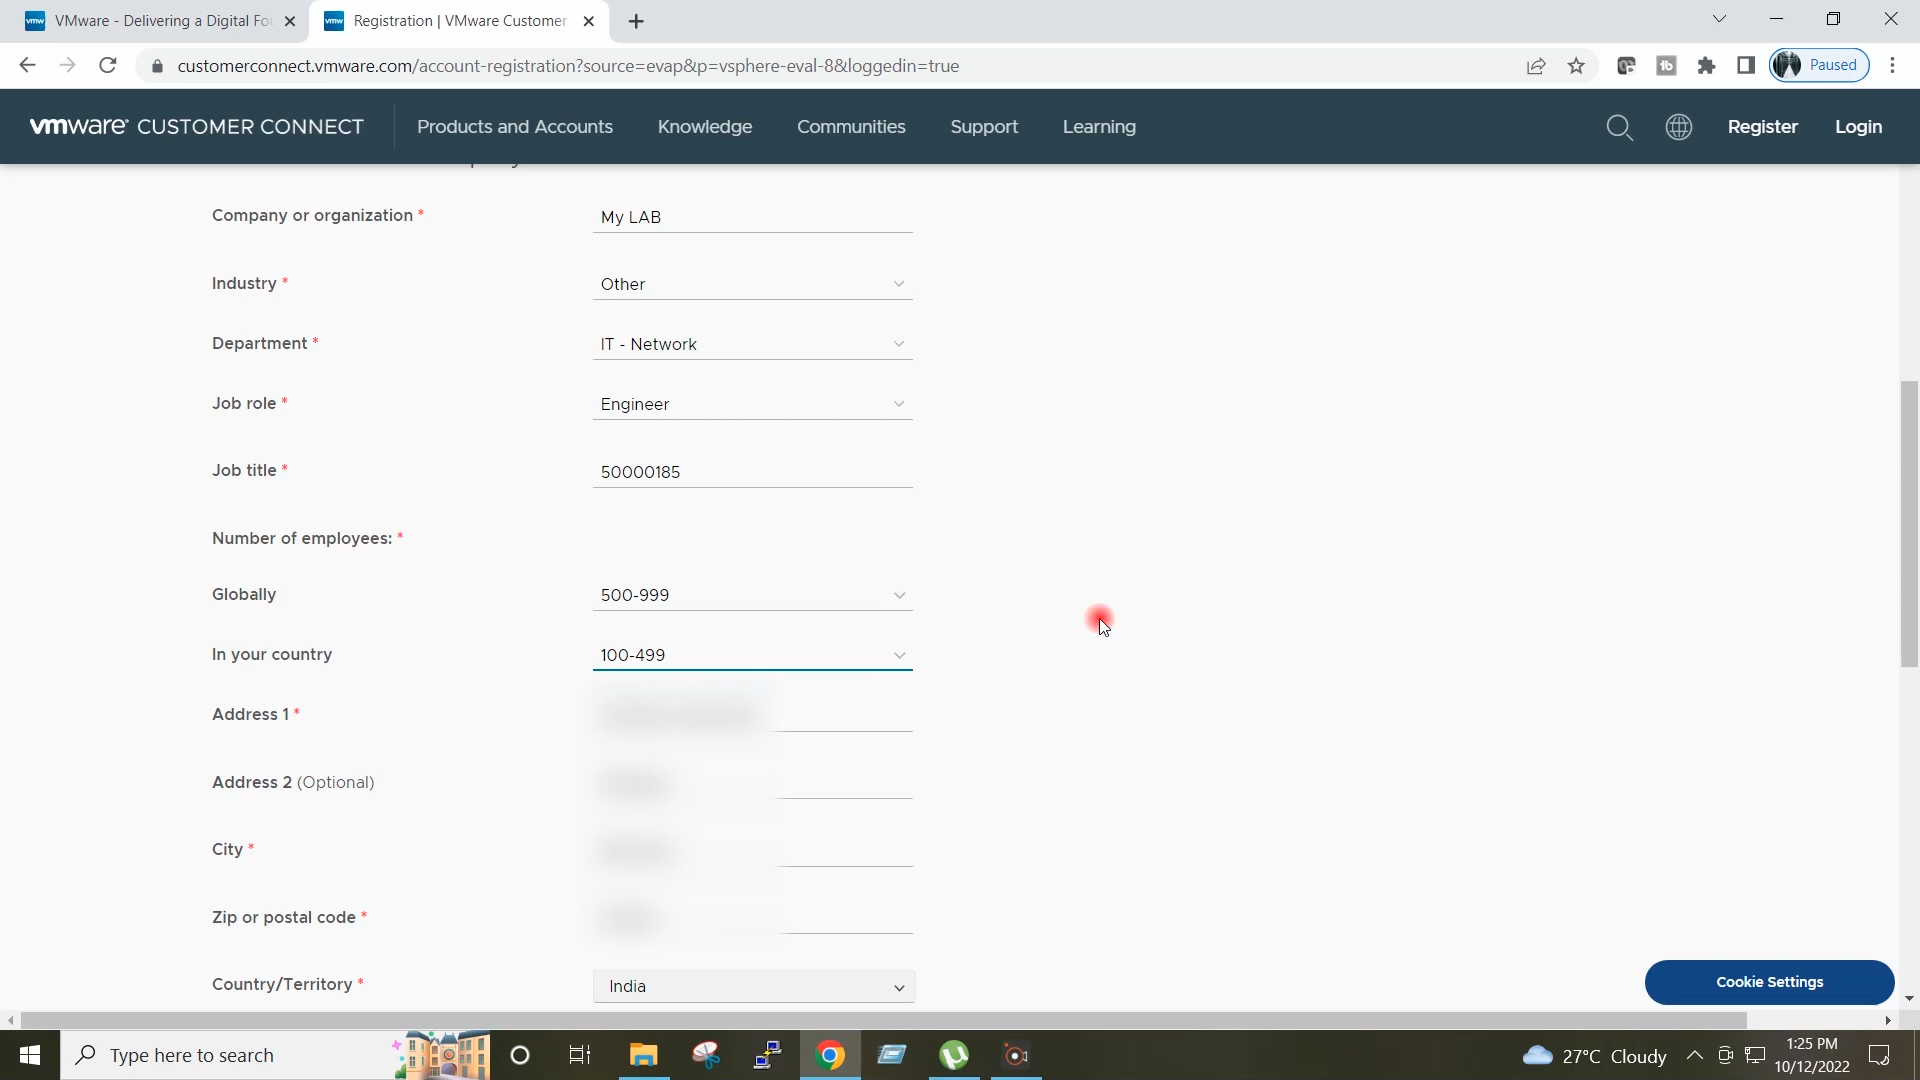 vmw VMware - Delivering a Digital Fo
vmw Registration | VMware Customer
customerconnect.vmware.com/account-registration?source=evap&p=vsphere-eval-8&loggedin=true
Paused
vmware® CUSTOMER CONNECT
Products and Accounts
Knowledge
Communities
Support
Learning
Register
Login
Company or organization *
My LAB
Industry *
Other
Department *
IT - Network
Job role *
Engineer
Job title *
50000185
Number of employees: *
Globally
500-999
In your country
100-499
Address 1 *
Address 2 (Optional)
City *
Zip or postal code *
Country/Territory *
India
Cookie Settings
Type here to search
27°C Cloudy
1:25 PM
10/12/2022